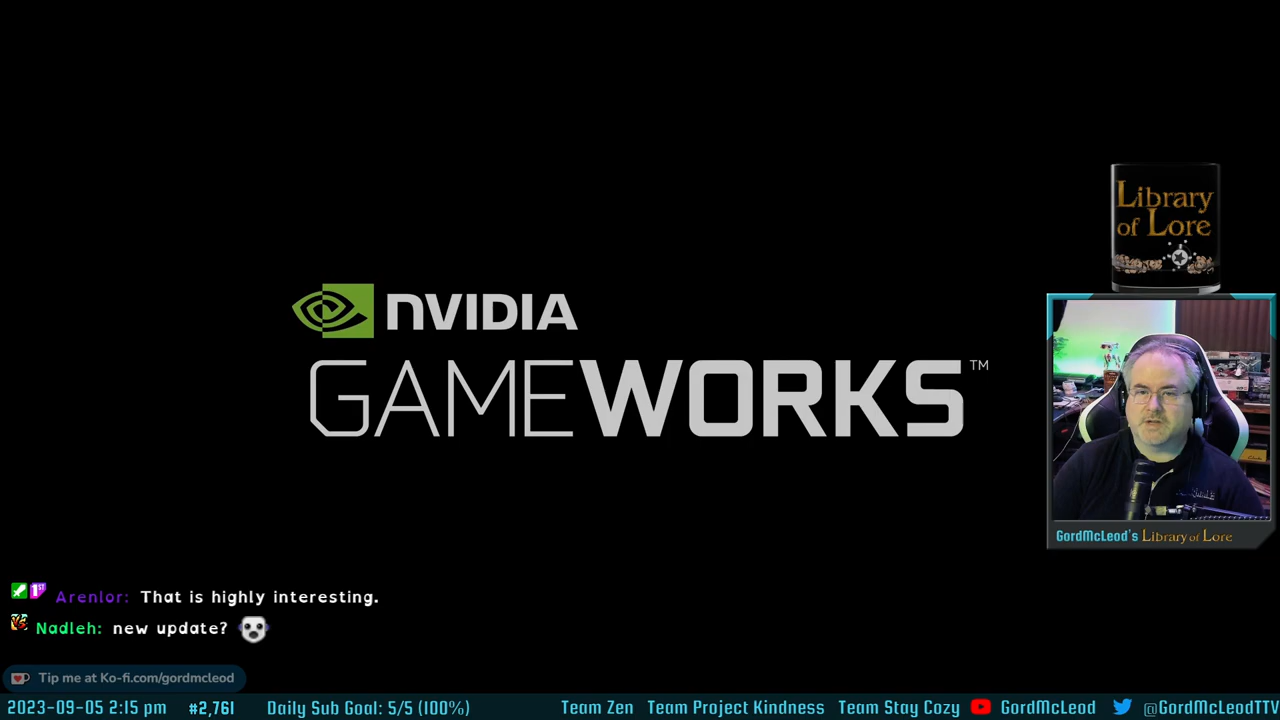 Library
of Lore
NVIDIA
GAMEWORKS™
GordMcLeod's Library of Lore
Arenlor: That is highly interesting.
Nadleh: new update?
Tip me at Ko-fi.com/gordmcleod
2023-09-05 2:15 pm #2,761 Daily Sub Goal: 5/5 (100%) Team Zen Team Project Kindness Team Stay Cozy GordMcLeod @GordMcLeodTTV